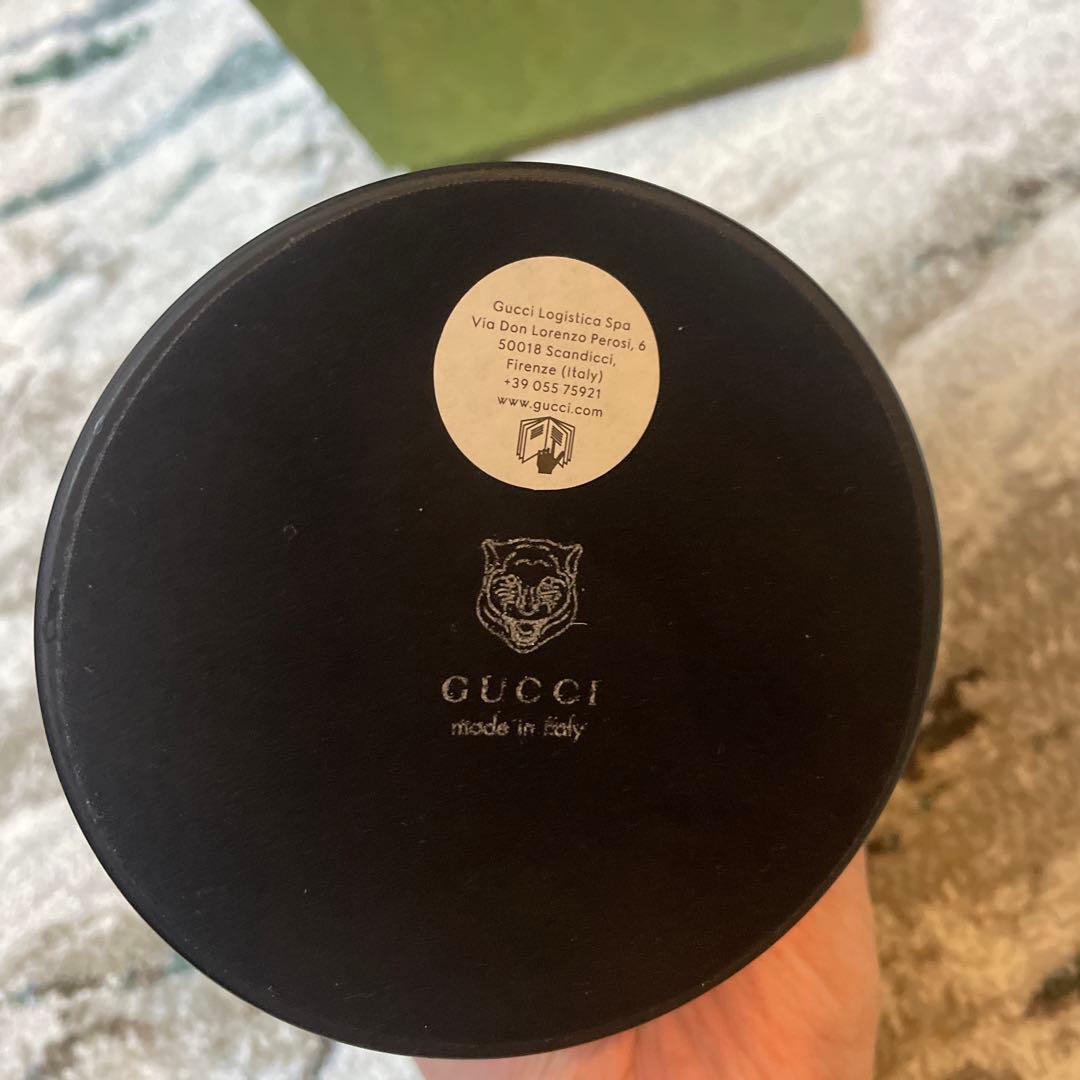 Gucci Logistica Spa
Via Don Lorenzo Perosi, 6
50018 Scandicci,
Firenze (Italy)
+39 055 75921
www.gucci.com
GUCCI
made in Italy